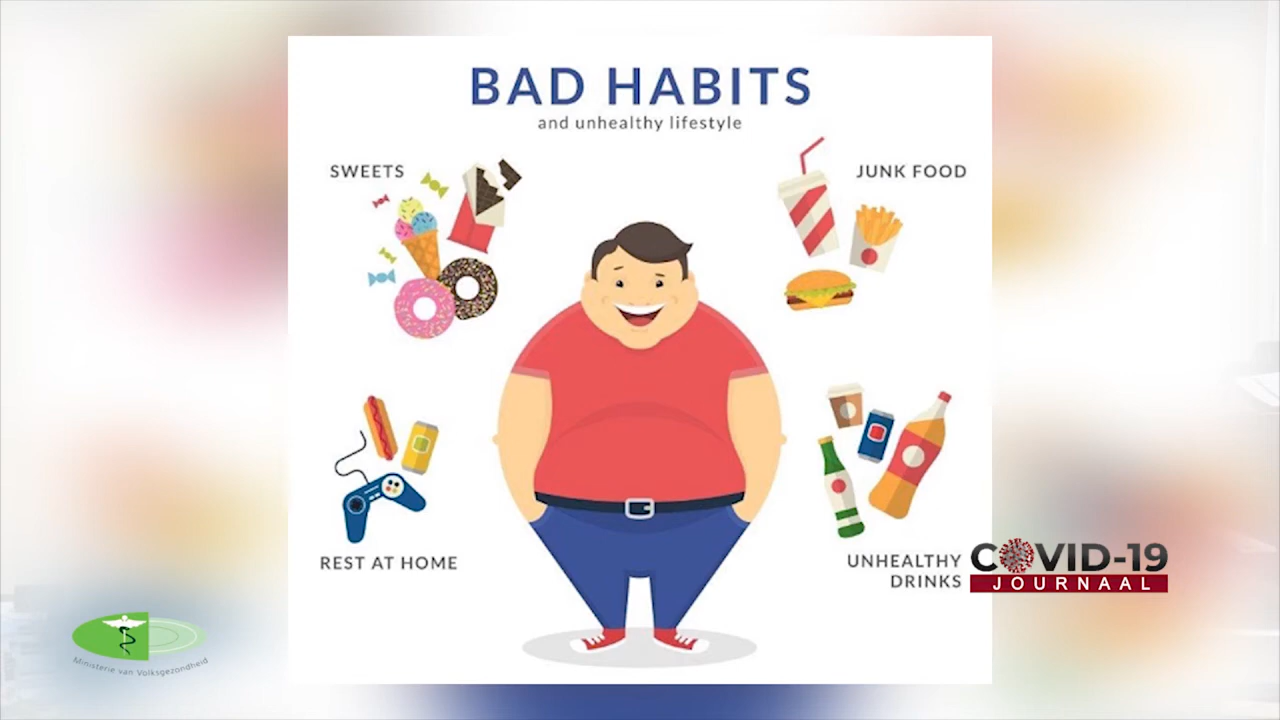 BAD HABITS
and unhealthy lifestyle
SWEETS
JUNK FOOD
REST AT HOME
UNHEALTHY
DRINKS
COVID-19
JOURNAAL
Ministerie van Volksgezondheid